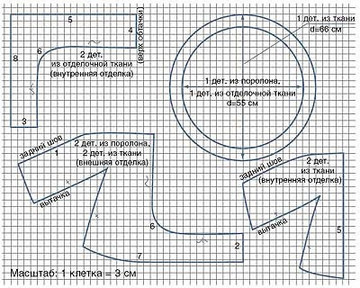 5
4
(верх обтачки)
8
6
2 дет.
из отделочной ткани
(внутренняя отделка)
3
1 дет. из ткани
d=66 см
1 дет. из поролона,
1 дет. из отделочной ткани
d=55 см
задний шов
1
2 дет. из поролона,
2 дет. из ткани
(внешняя отделка)
вытачка
6
2
7
задний шов
2 дет.
из ткани
(внутренняя отделка)
вытачка
5
Масштаб: 1 клетка = 3 см